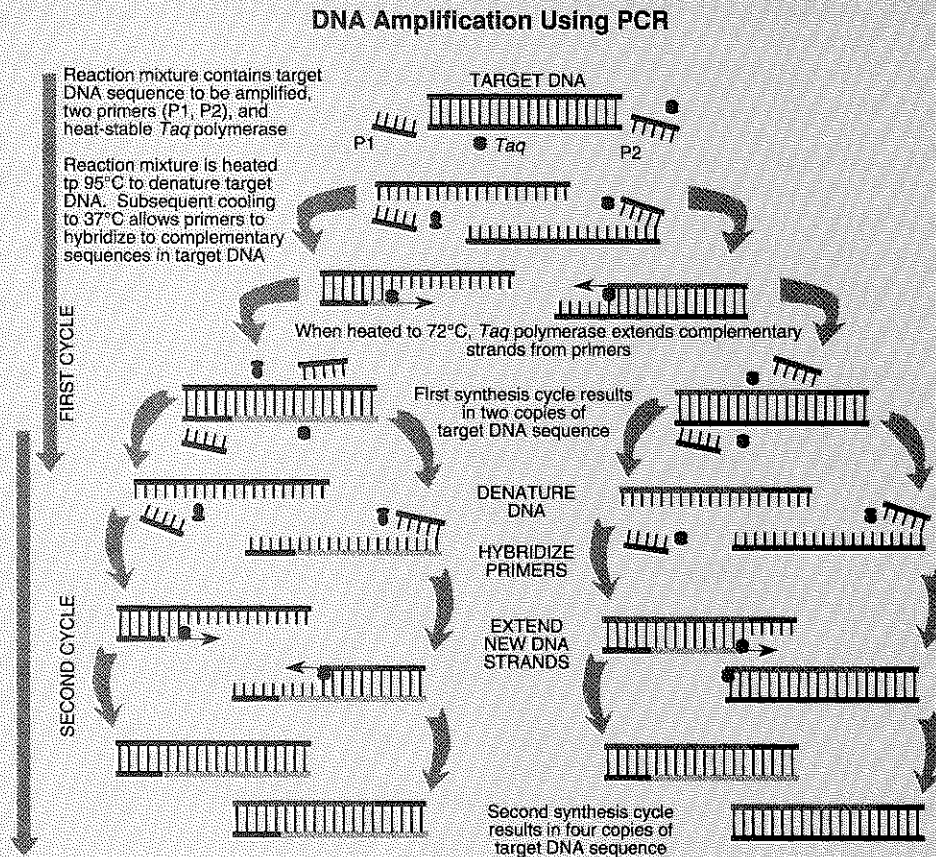 DNA Amplification Using PCR
Reaction mixture contains target
DNA sequence to be amplified,
two primers (P1, P2), and
heat-stable Taq polymerase
TARGET DNA
P1
Taq
P2
Reaction mixture is heated
tp 95°C to denature target
DNA. Subsequent cooling
to 37°C allows primers to
hybridize to complementary
sequences in target DNA
FIRST CYCLE
When heated to 72°C, Taq polymerase extends complementary
strands from primers
First synthesis cycle results
in two copies of
target DNA sequence
SECOND CYCLE
DENATURE
DNA
HYBRIDIZE
PRIMERS
EXTEND
NEW DNA
STRANDS
Second synthesis cycle
results in four copies of
target DNA sequence